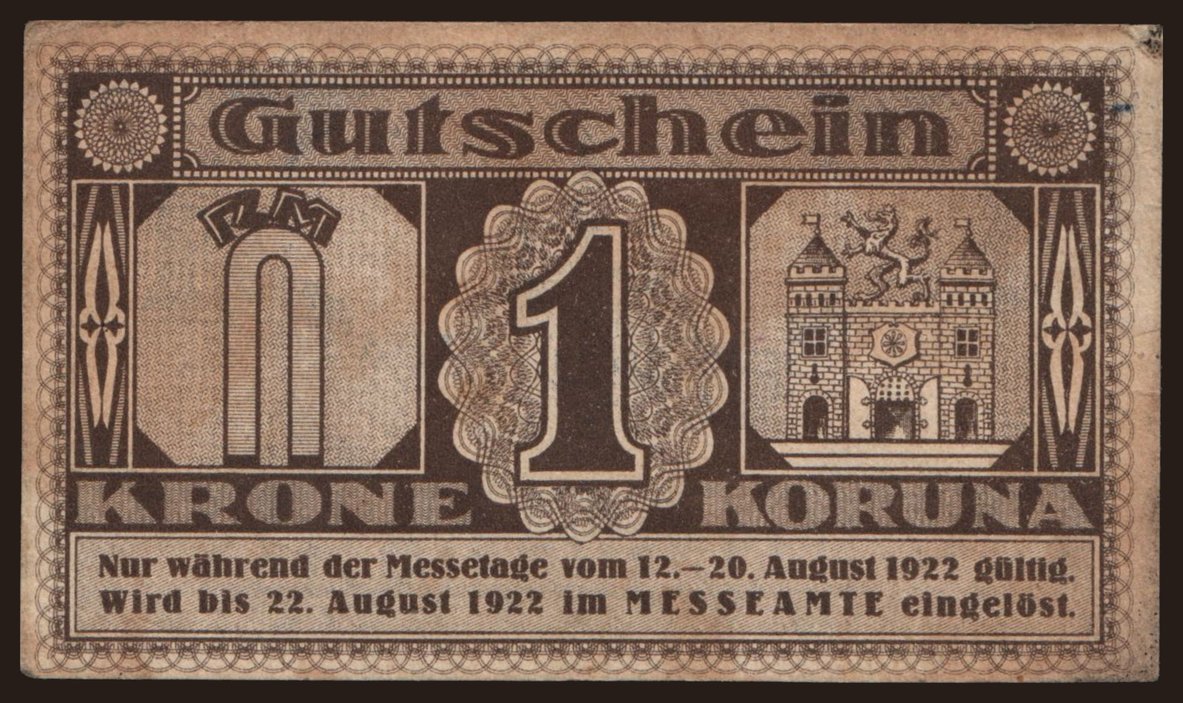 Gutschein
RM
1
KRONE KORUNA
Nur während der Messetage vom 12.–20. August 1922 gültig.
Wird bis 22. August 1922 im MESSEAMTE eingelöst.